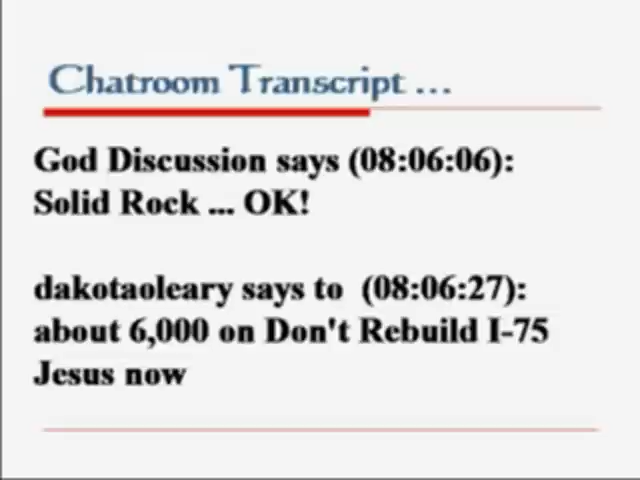 Chatroom Transcript ...
God Discussion says (08:06:06):
Solid Rock ... OK!
dakotaoleary says to (08:06:27):
about 6,000 on Don't Rebuild I-75
Jesus now